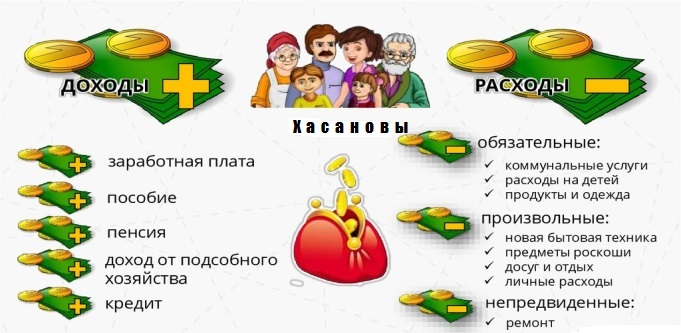 ДОХОДЫ
РАСХОДЫ
Хасановы
заработная плата
пособие
пенсия
доход от подсобного
хозяйства
кредит
обязательные:
✓ коммунальные услуги
✓ расходы на детей
✓ продукты и одежда
произвольные:
✓ новая бытовая техника
✓ предметы роскоши
✓ досуг и отдых
✓ личные расходы
непредвиденные:
✓ ремонт